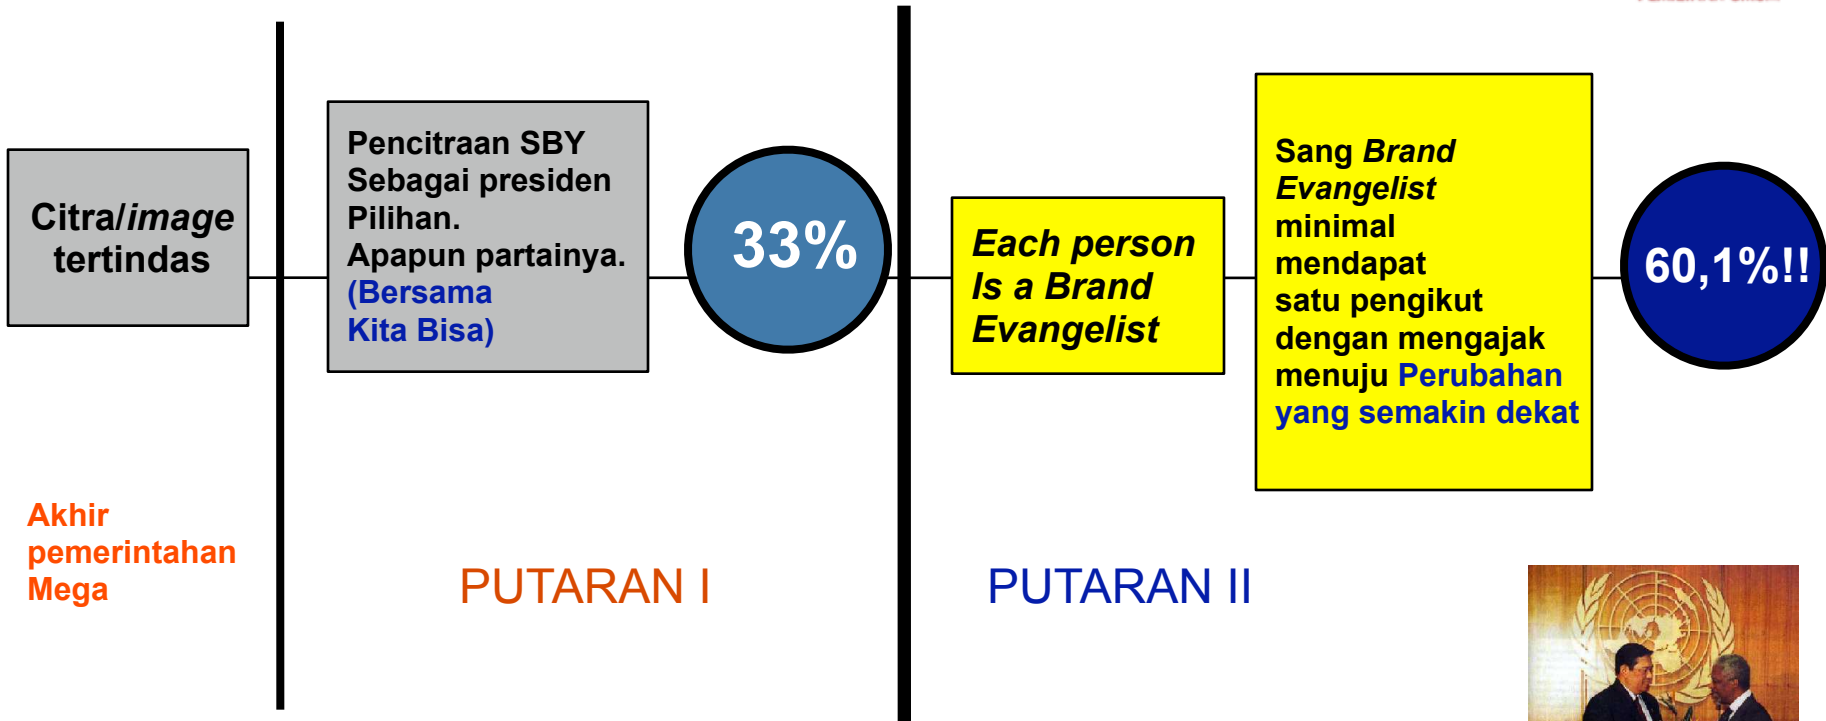 Citra/image
tertindas
Pencitraan SBY
Sebagai presiden
Pilihan.
Apapun partainya.
(Bersama
Kita Bisa)
33%
Each person
Is a Brand
Evangelist
Sang Brand
Evangelist
minimal
mendapat
satu pengikut
dengan mengajak
menuju Perubahan
yang semakin dekat
60,1%!!
Akhir
pemerintahan
Mega
PUTARAN I
PUTARAN II